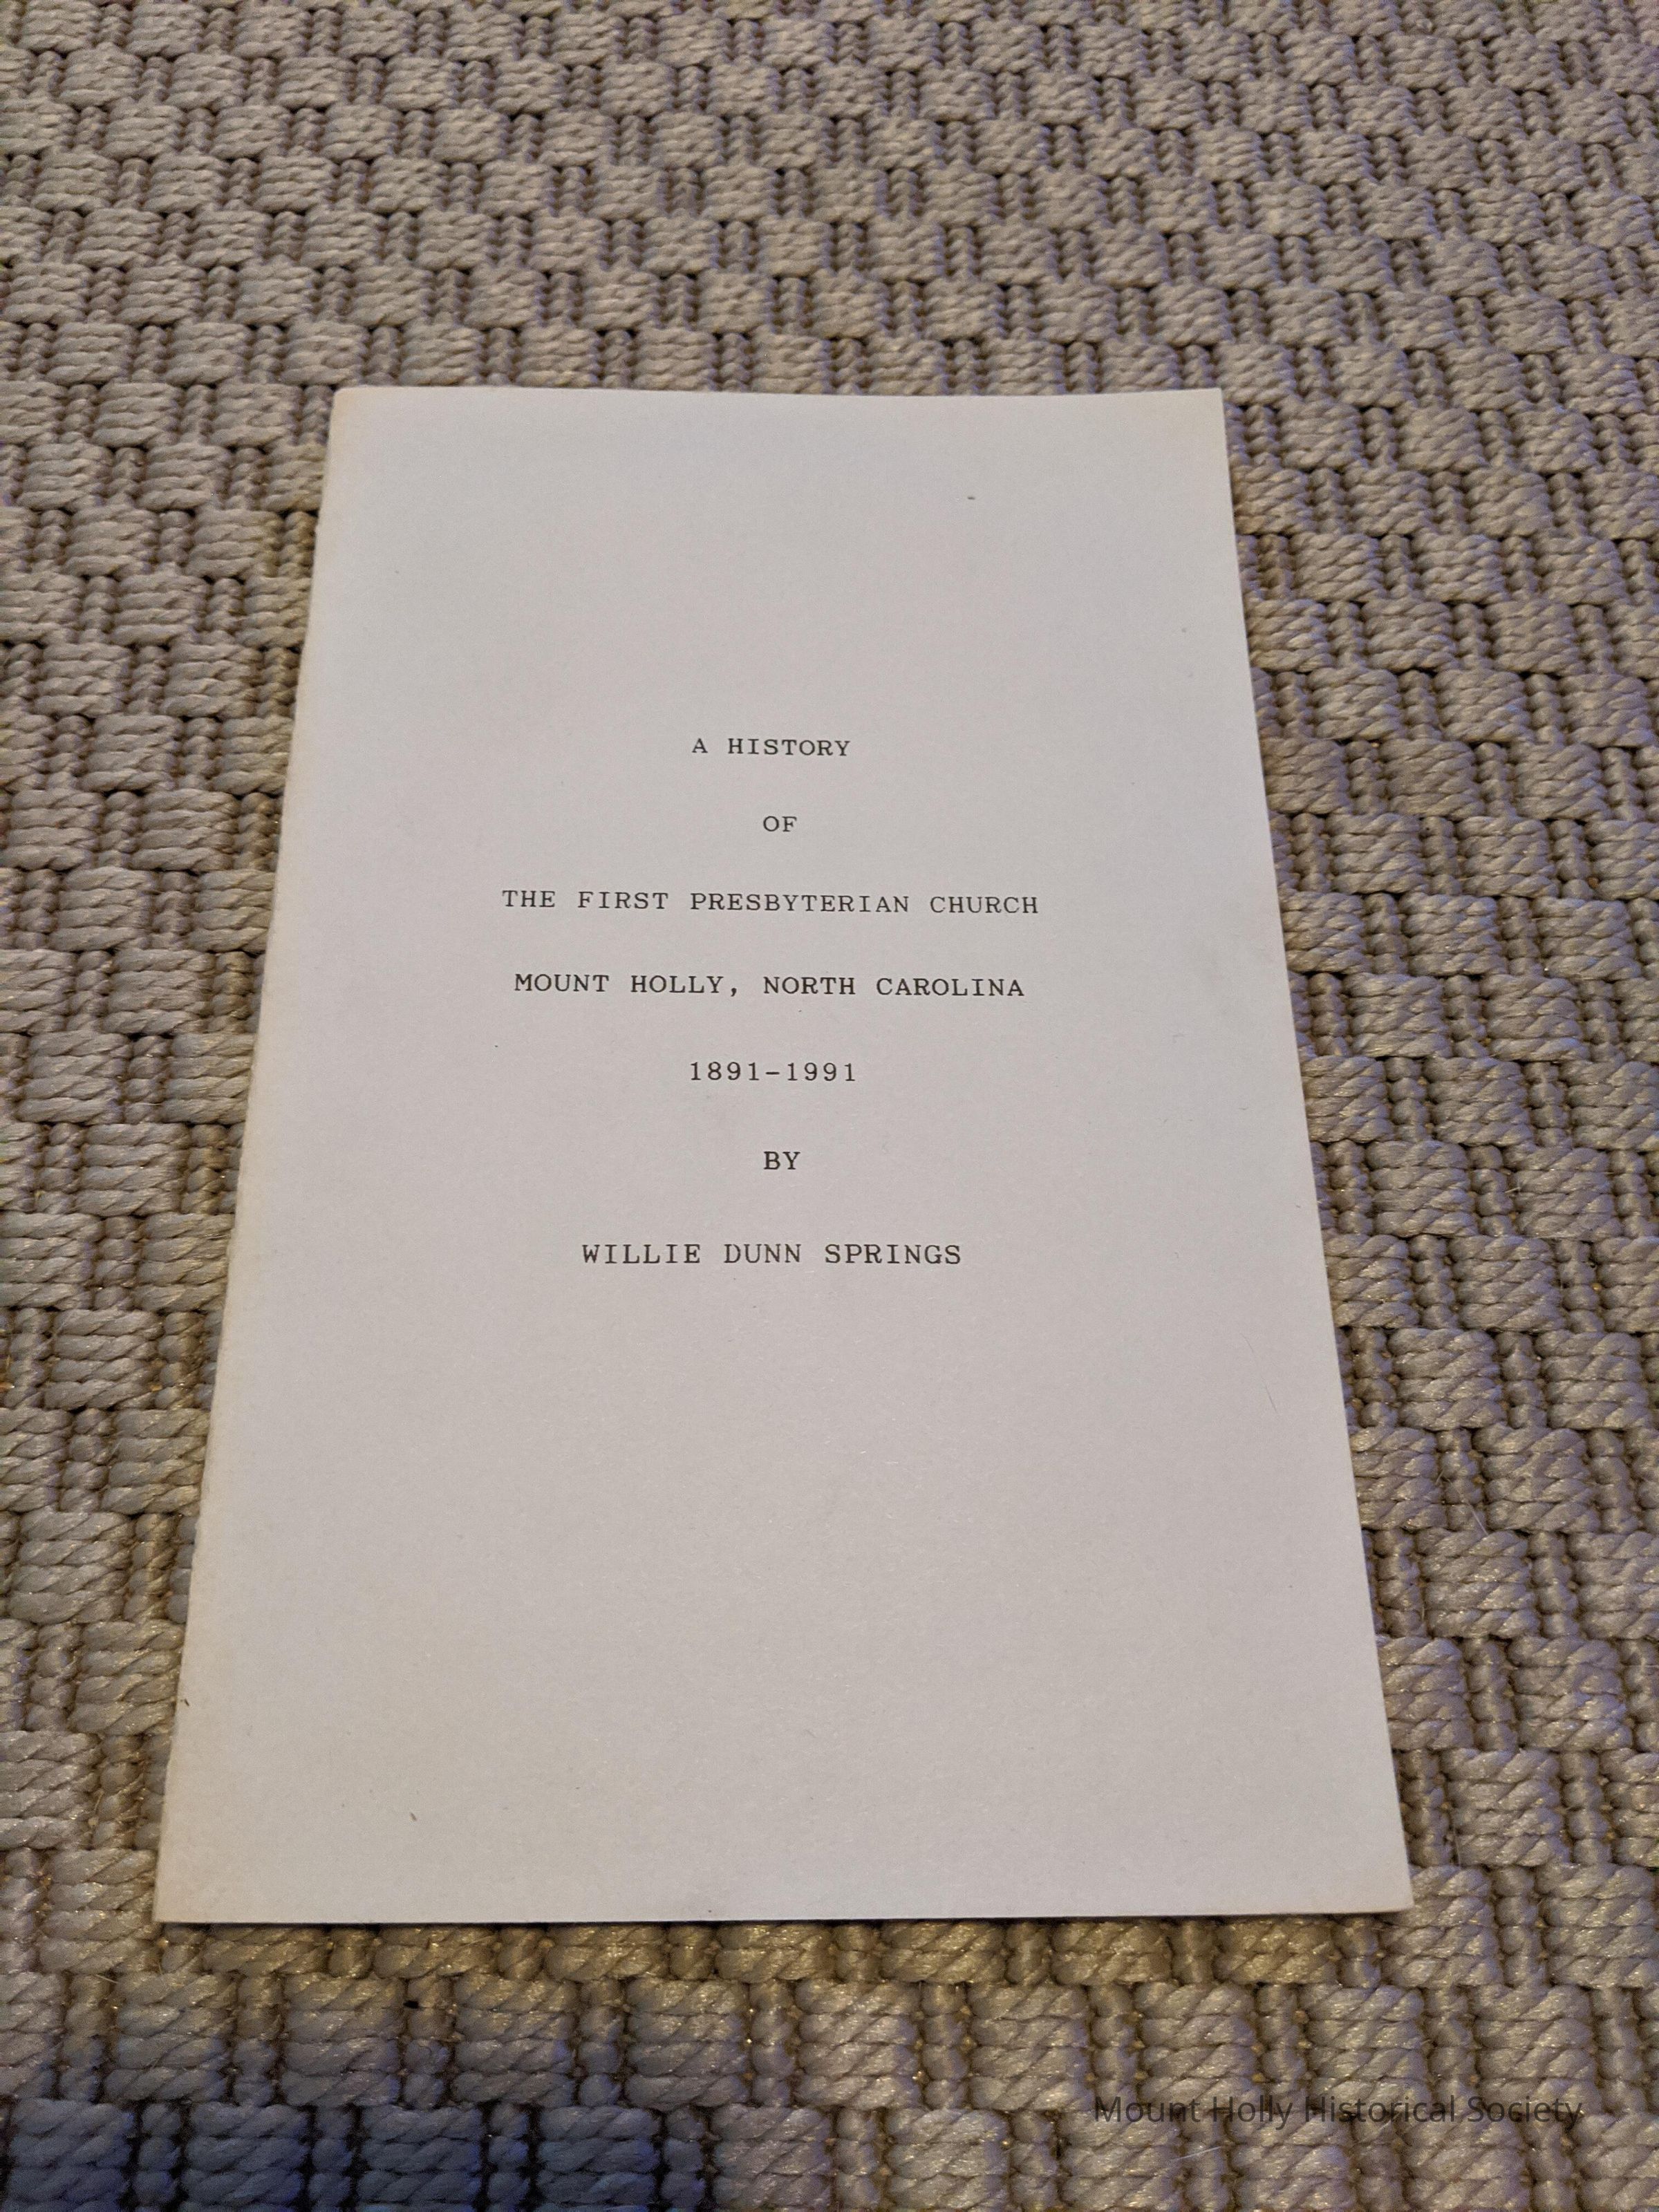 A HISTORY
OF
THE FIRST PRESBYTERIAN CHURCH
MOUNT HOLLY, NORTH CAROLINA
1891-1991
BY
WILLIE DUNN SPRINGS
Mount Holly Historical Society